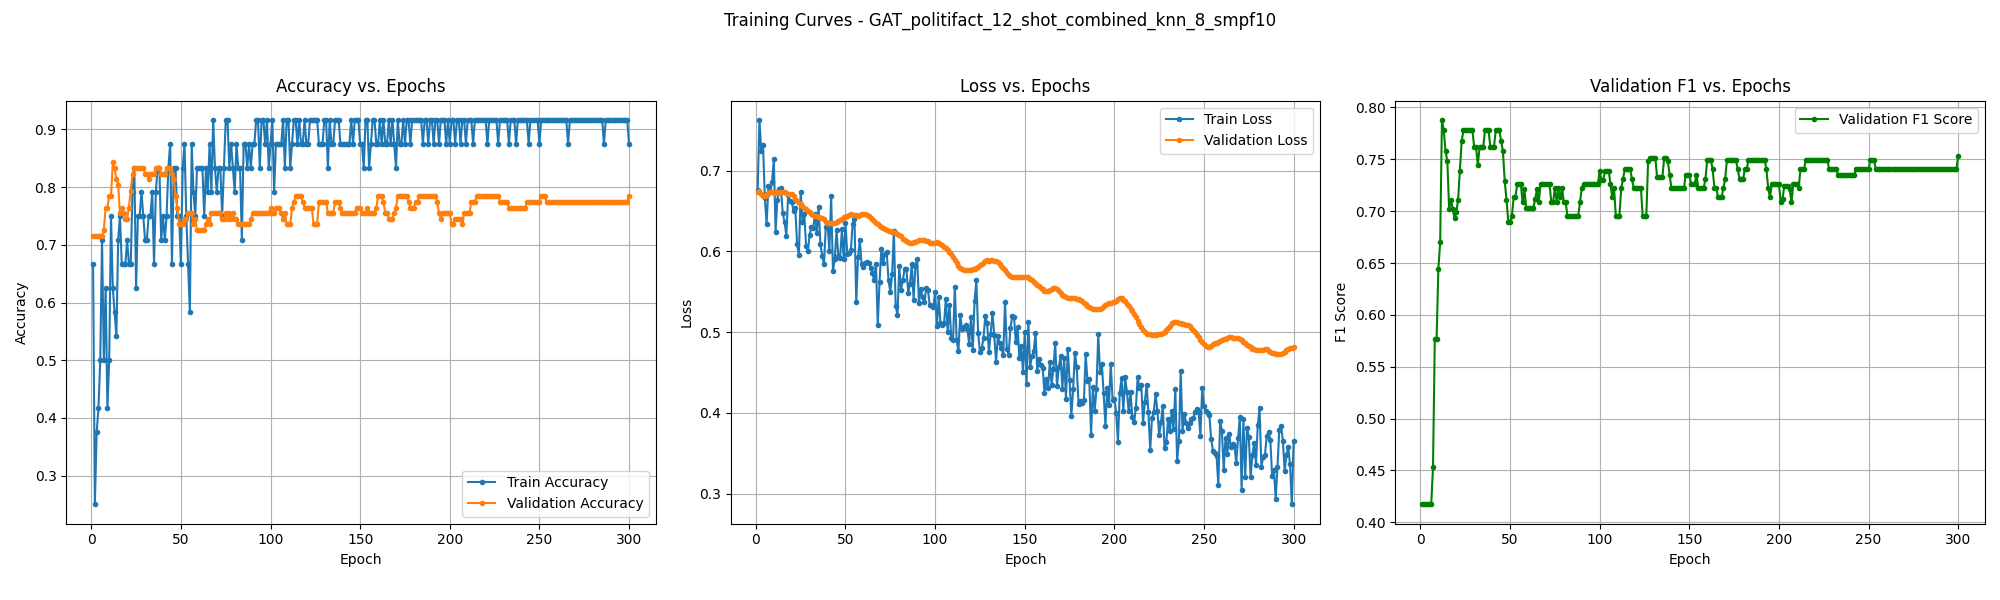 Training Curves - GAT_politifact_12_shot_combined_knn_8_smpf10
Accuracy vs. Epochs
0.9
0.8
0.7
0.6
0.5
0.4
0.3
Accuracy
0 50 100 150 200 250 300
Epoch
Train Accuracy
Validation Accuracy
Loss vs. Epochs
0.7
0.6
0.5
0.4
0.3
Loss
0 50 100 150 200 250 300
Epoch
Train Loss
Validation Loss
Validation F1 vs. Epochs
0.80
0.75
0.70
0.65
0.60
0.55
0.50
0.45
0.40
F1 Score
0 50 100 150 200 250 300
Epoch
Validation F1 Score